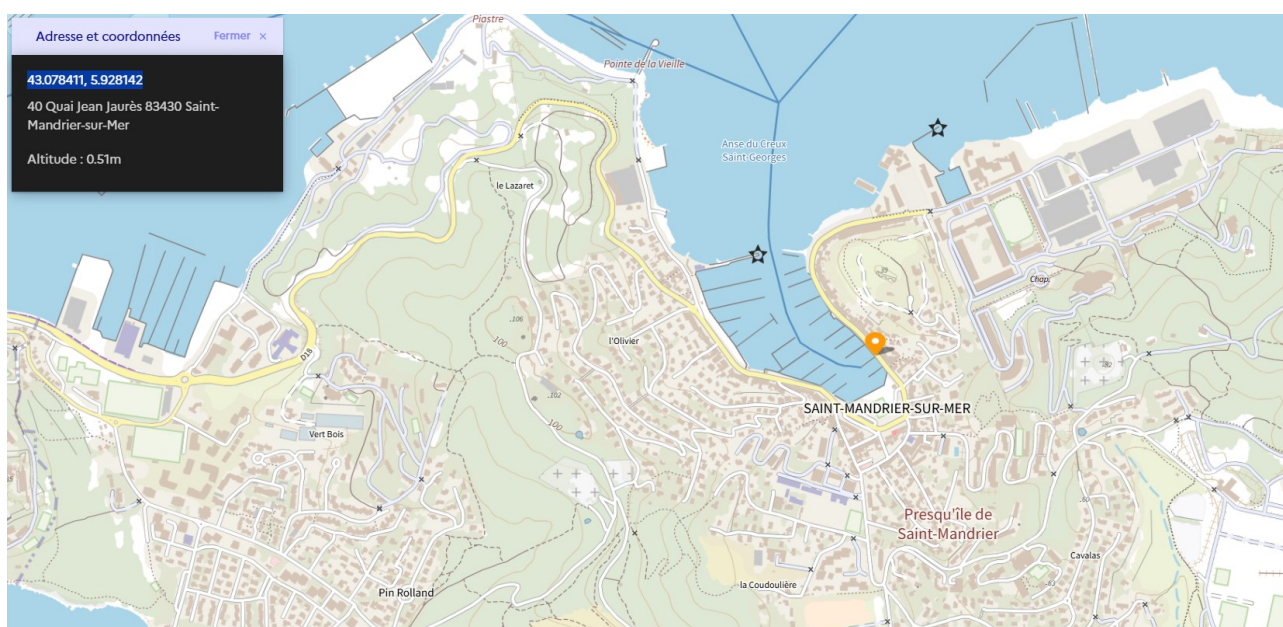 Adresse et coordonnées
Fermer ×
43.078411, 5.928142
40 Quai Jean Jaurès 83430 Saint-
Mandrier-sur-Mer
Altitude : 0.51m
Piastre
Pointe de la Vieille
Anse du Creux
Saint-Georges
le Lazaret
Chap.
.106
100
l'Olivier
D18
.92
.102
100
SAINT-MANDRIER-SUR-MER
Vert Bois
.60
Presqu'île de
Saint-Mandrier
Cavalas
la Coudoulière
Pin Rolland